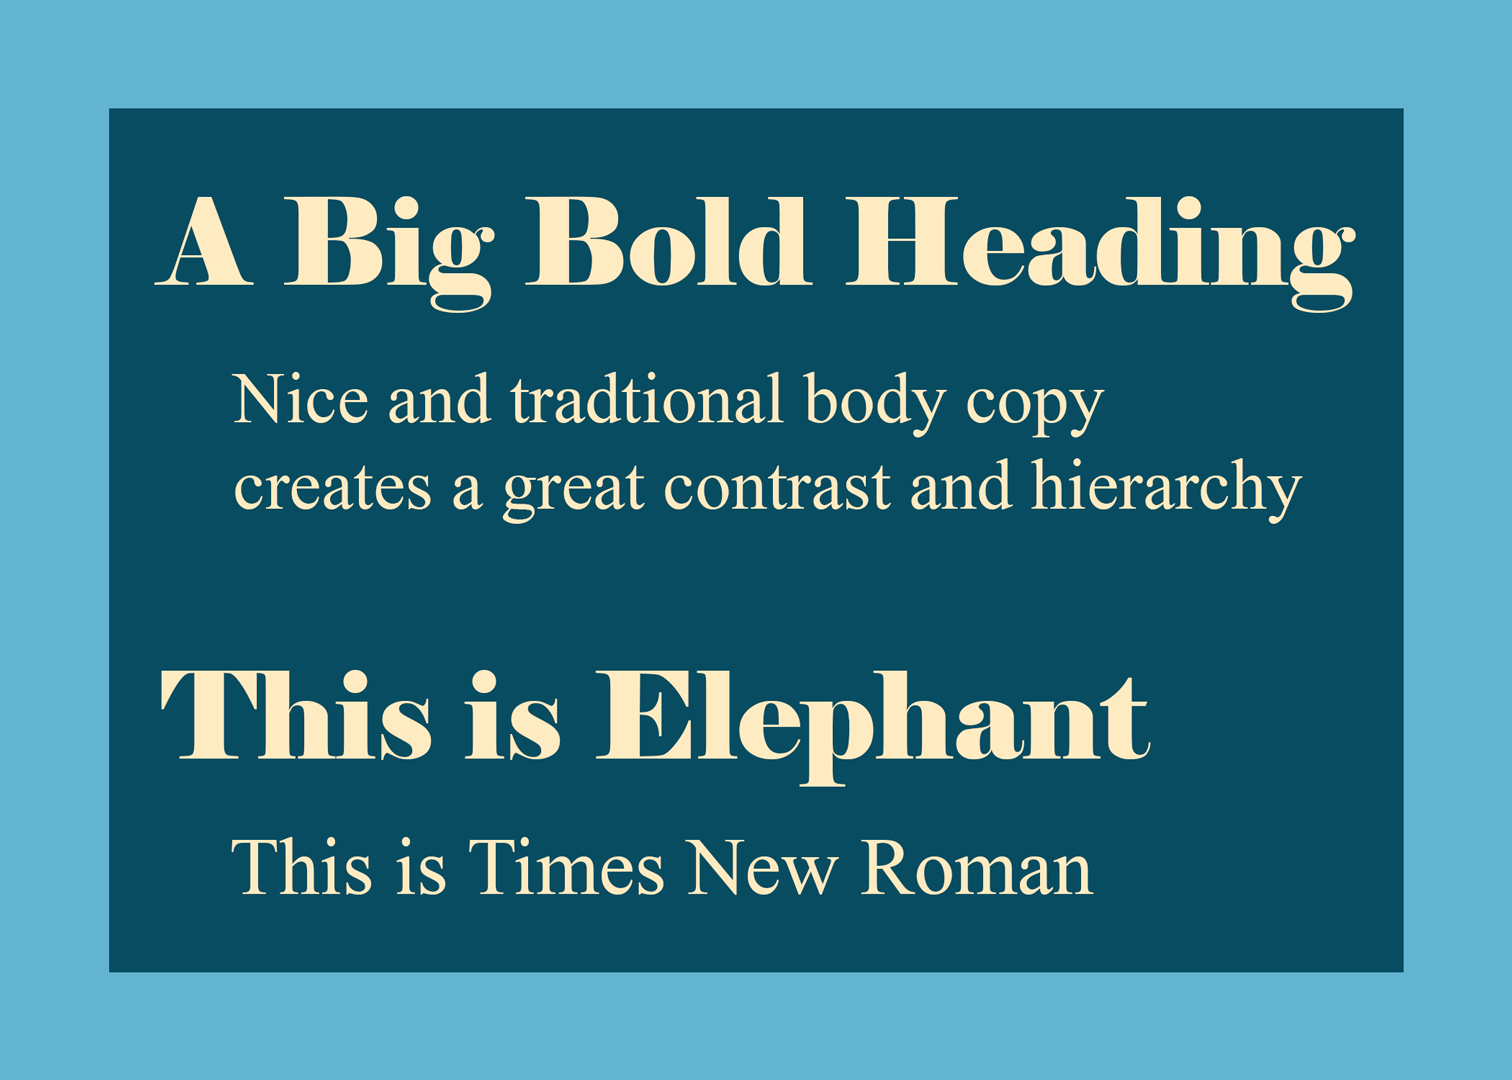 A Big Bold Heading
Nice and tradtional body copy
creates a great contrast and hierarchy
This is Elephant
This is Times New Roman